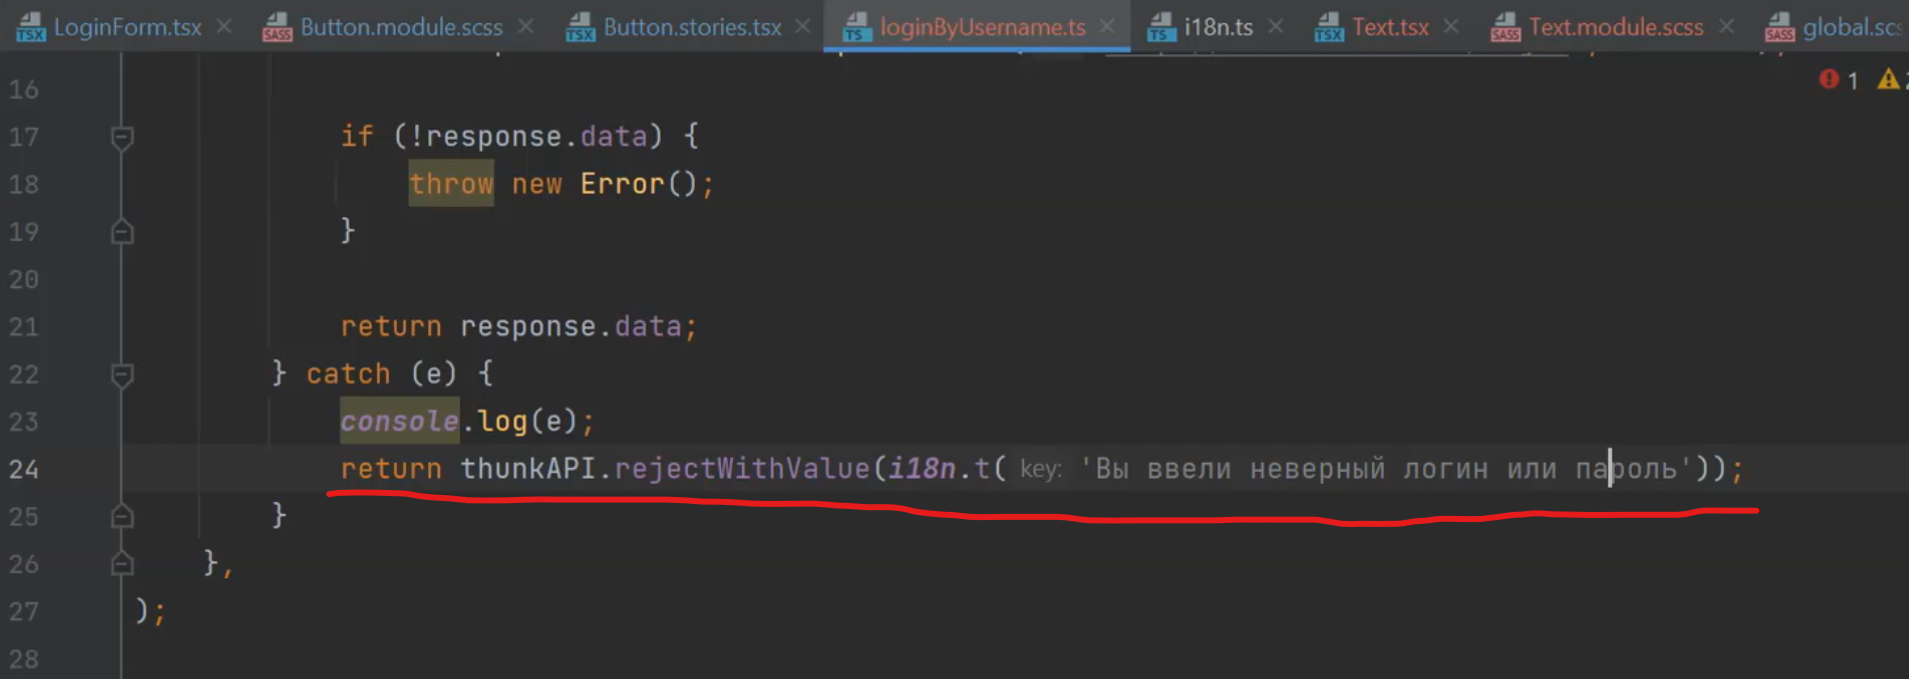 LoginForm.tsx Button.module.scss Button.stories.tsx loginByUsername.ts i18n.ts Text.tsx Text.module.scss global.sc
16
1
17 if (!response.data) {
18 throw new Error();
19 }
20
21 return response.data;
22 } catch (e) {
23 console.log(e);
24 return thunkAPI.rejectWithValue(i18n.t( key: 'Вы ввели неверный логин или пароль'));
25 }
26 },
27 );
28